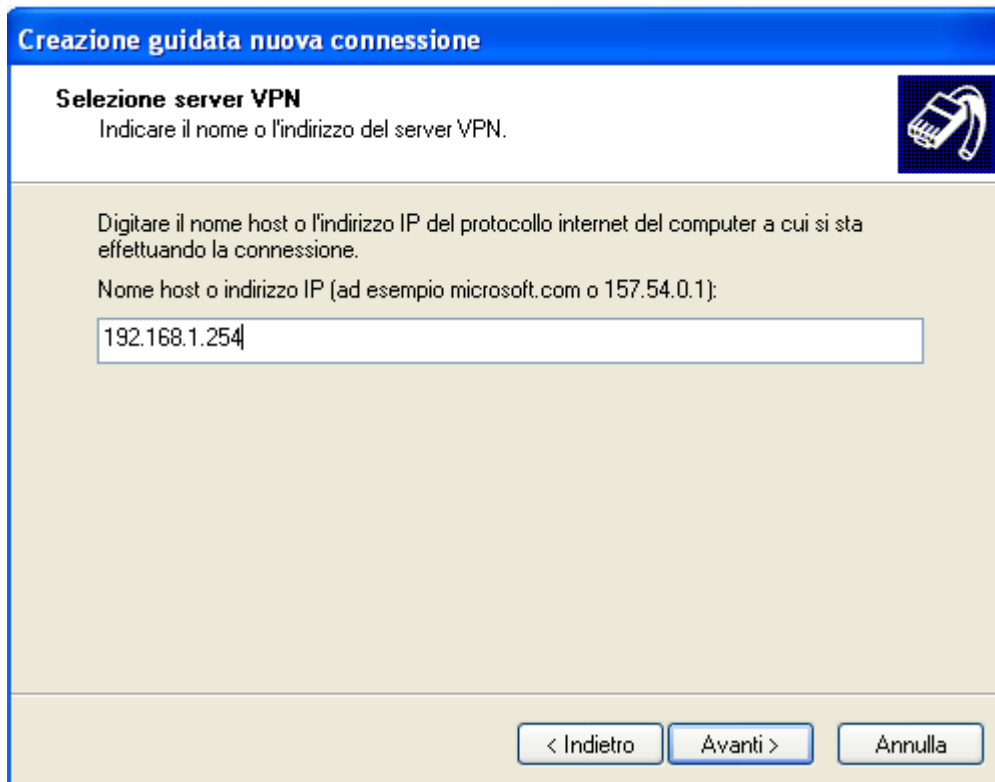 Creazione guidata nuova connessione
Selezione server VPN
Indicare il nome o l'indirizzo del server VPN.
Digitare il nome host o l'indirizzo IP del protocollo internet del computer a cui si sta
effettuando la connessione.
Nome host o indirizzo IP (ad esempio microsoft.com o 157.54.0.1):
192.168.1.254
< Indietro
Avanti >
Annulla